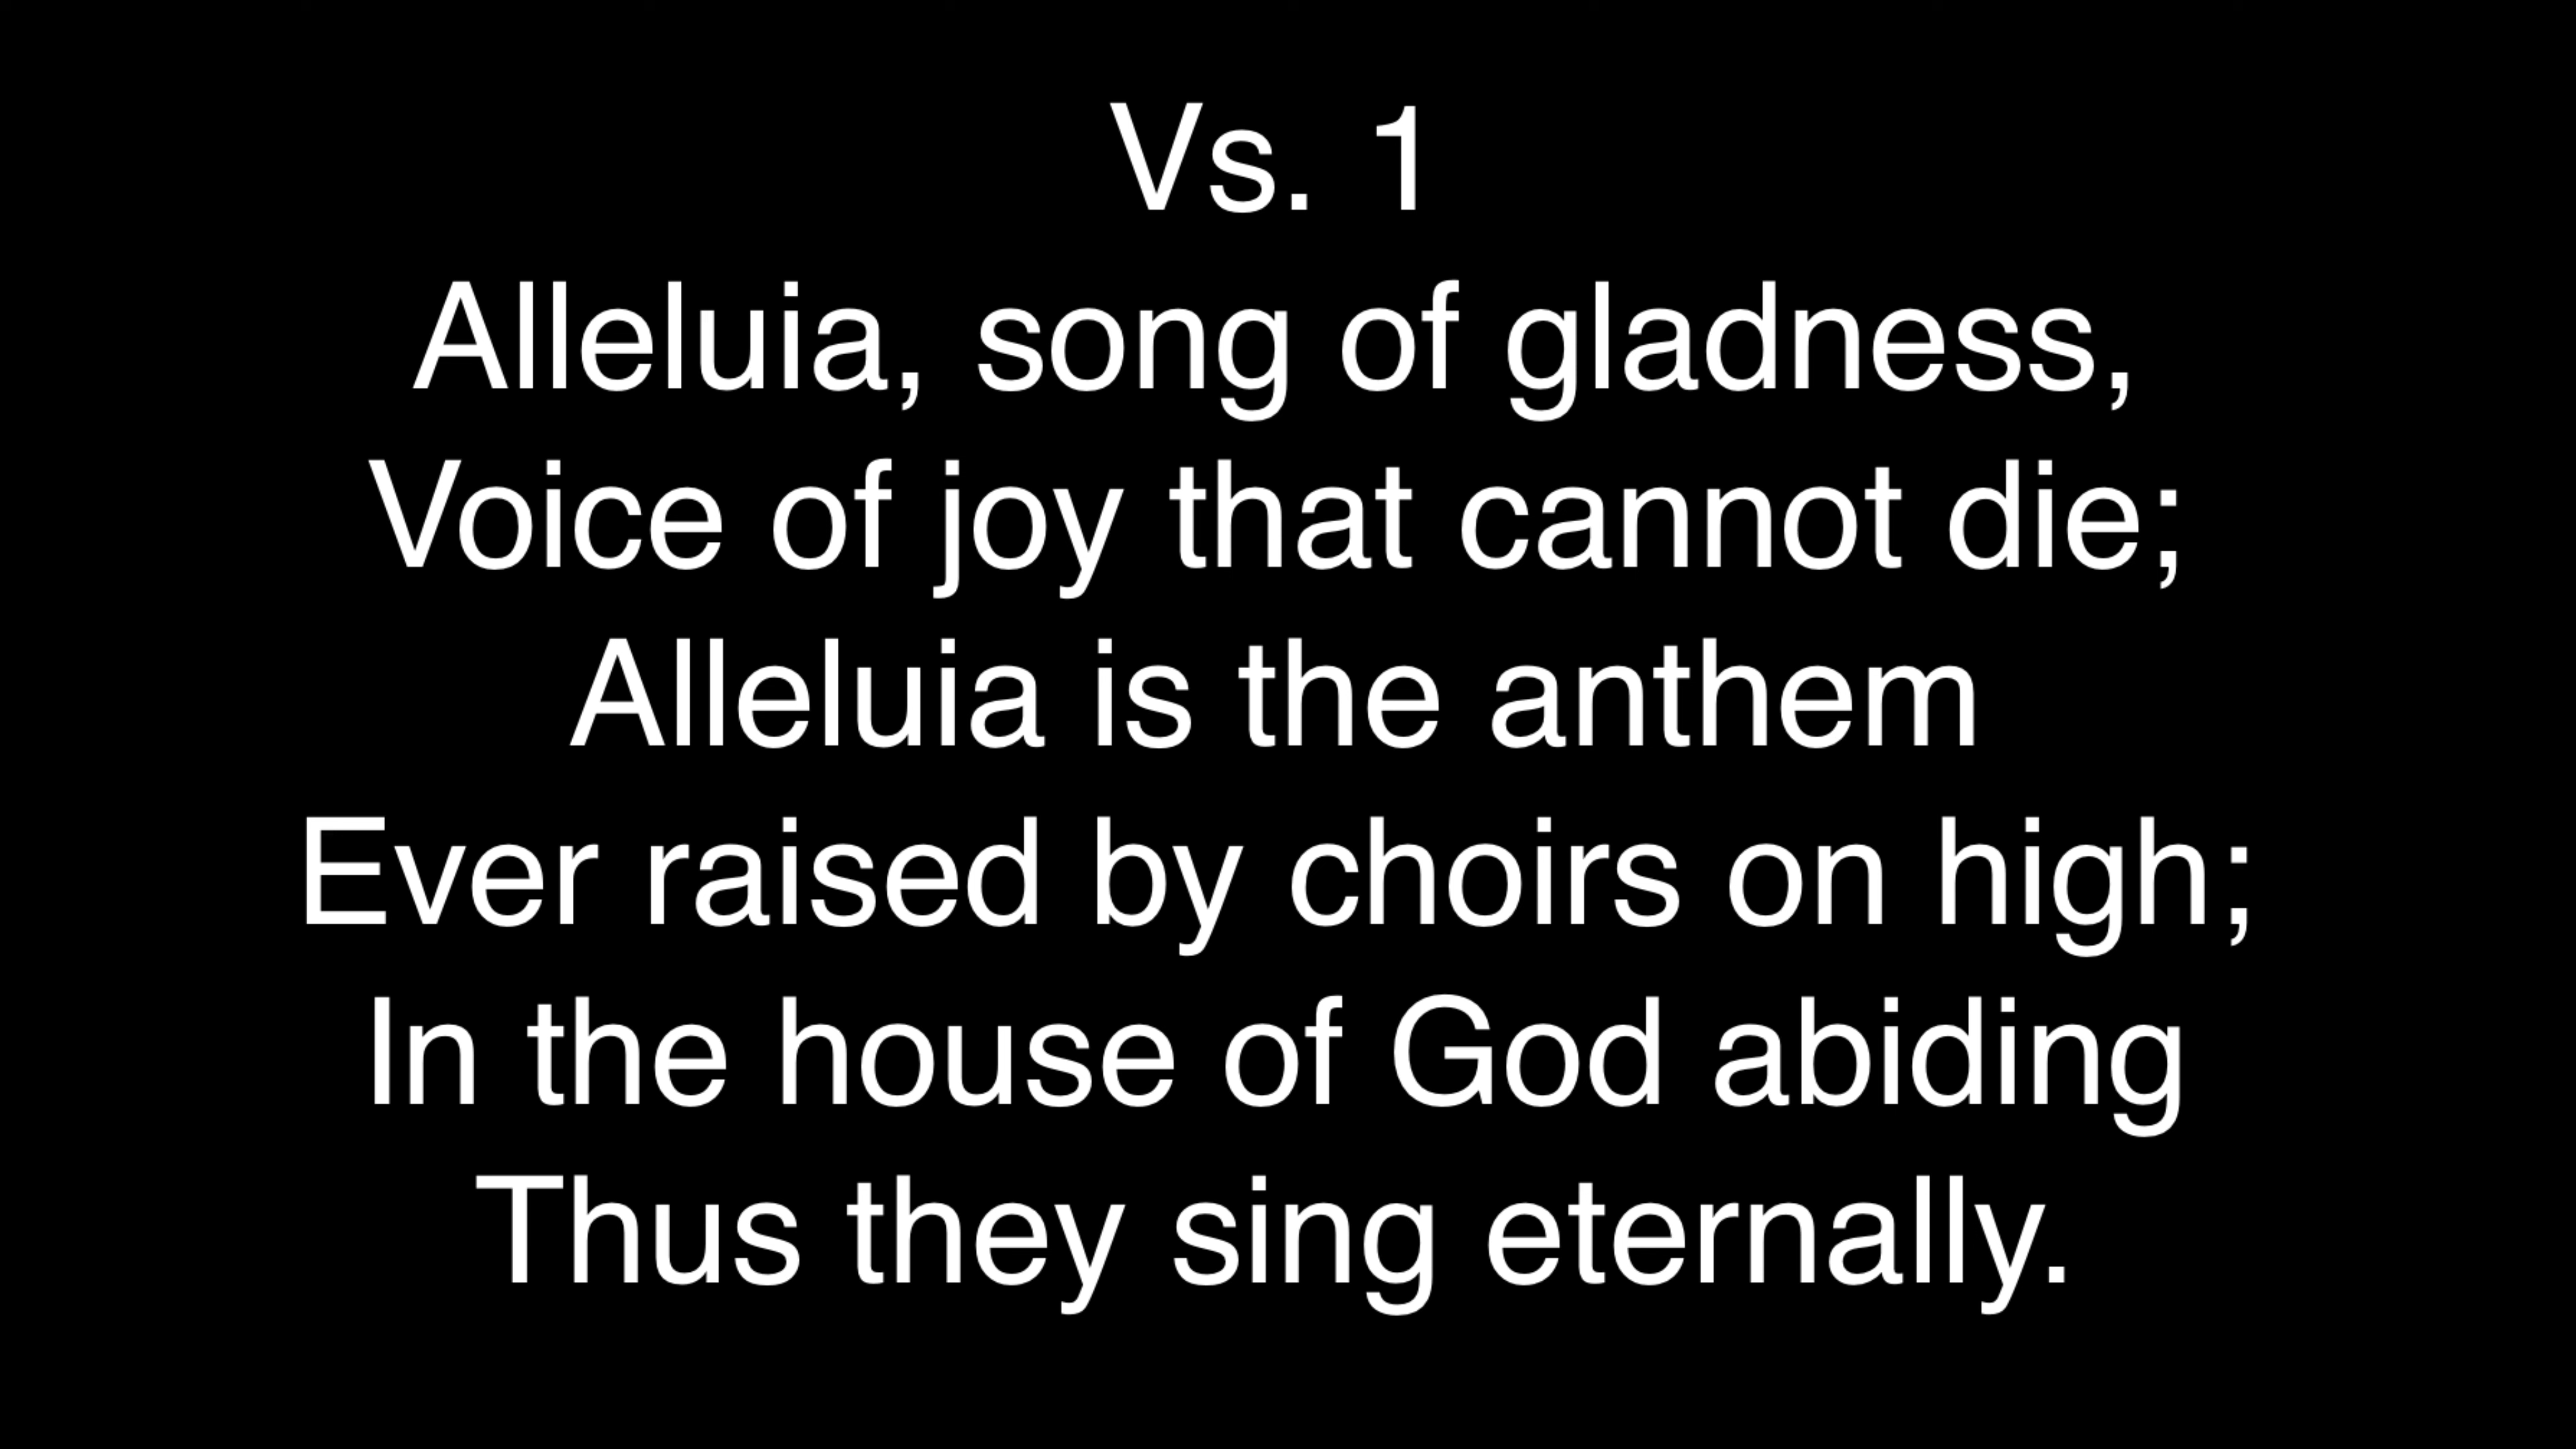 Vs. 1
Alleluia, song of gladness,
Voice of joy that cannot die;
Alleluia is the anthem
Ever raised by choirs on high;
In the house of God abiding
Thus they sing eternally.